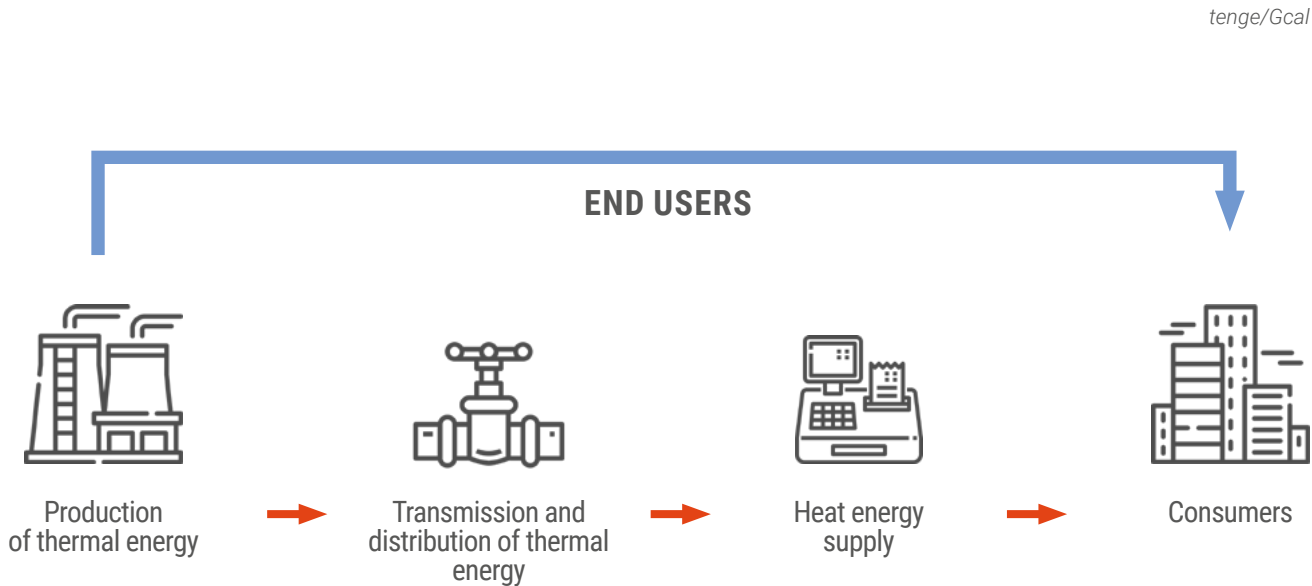 tenge/Gcal
END USERS
Production
of thermal energy
Transmission and
distribution of thermal
energy
Heat energy
supply
Consumers